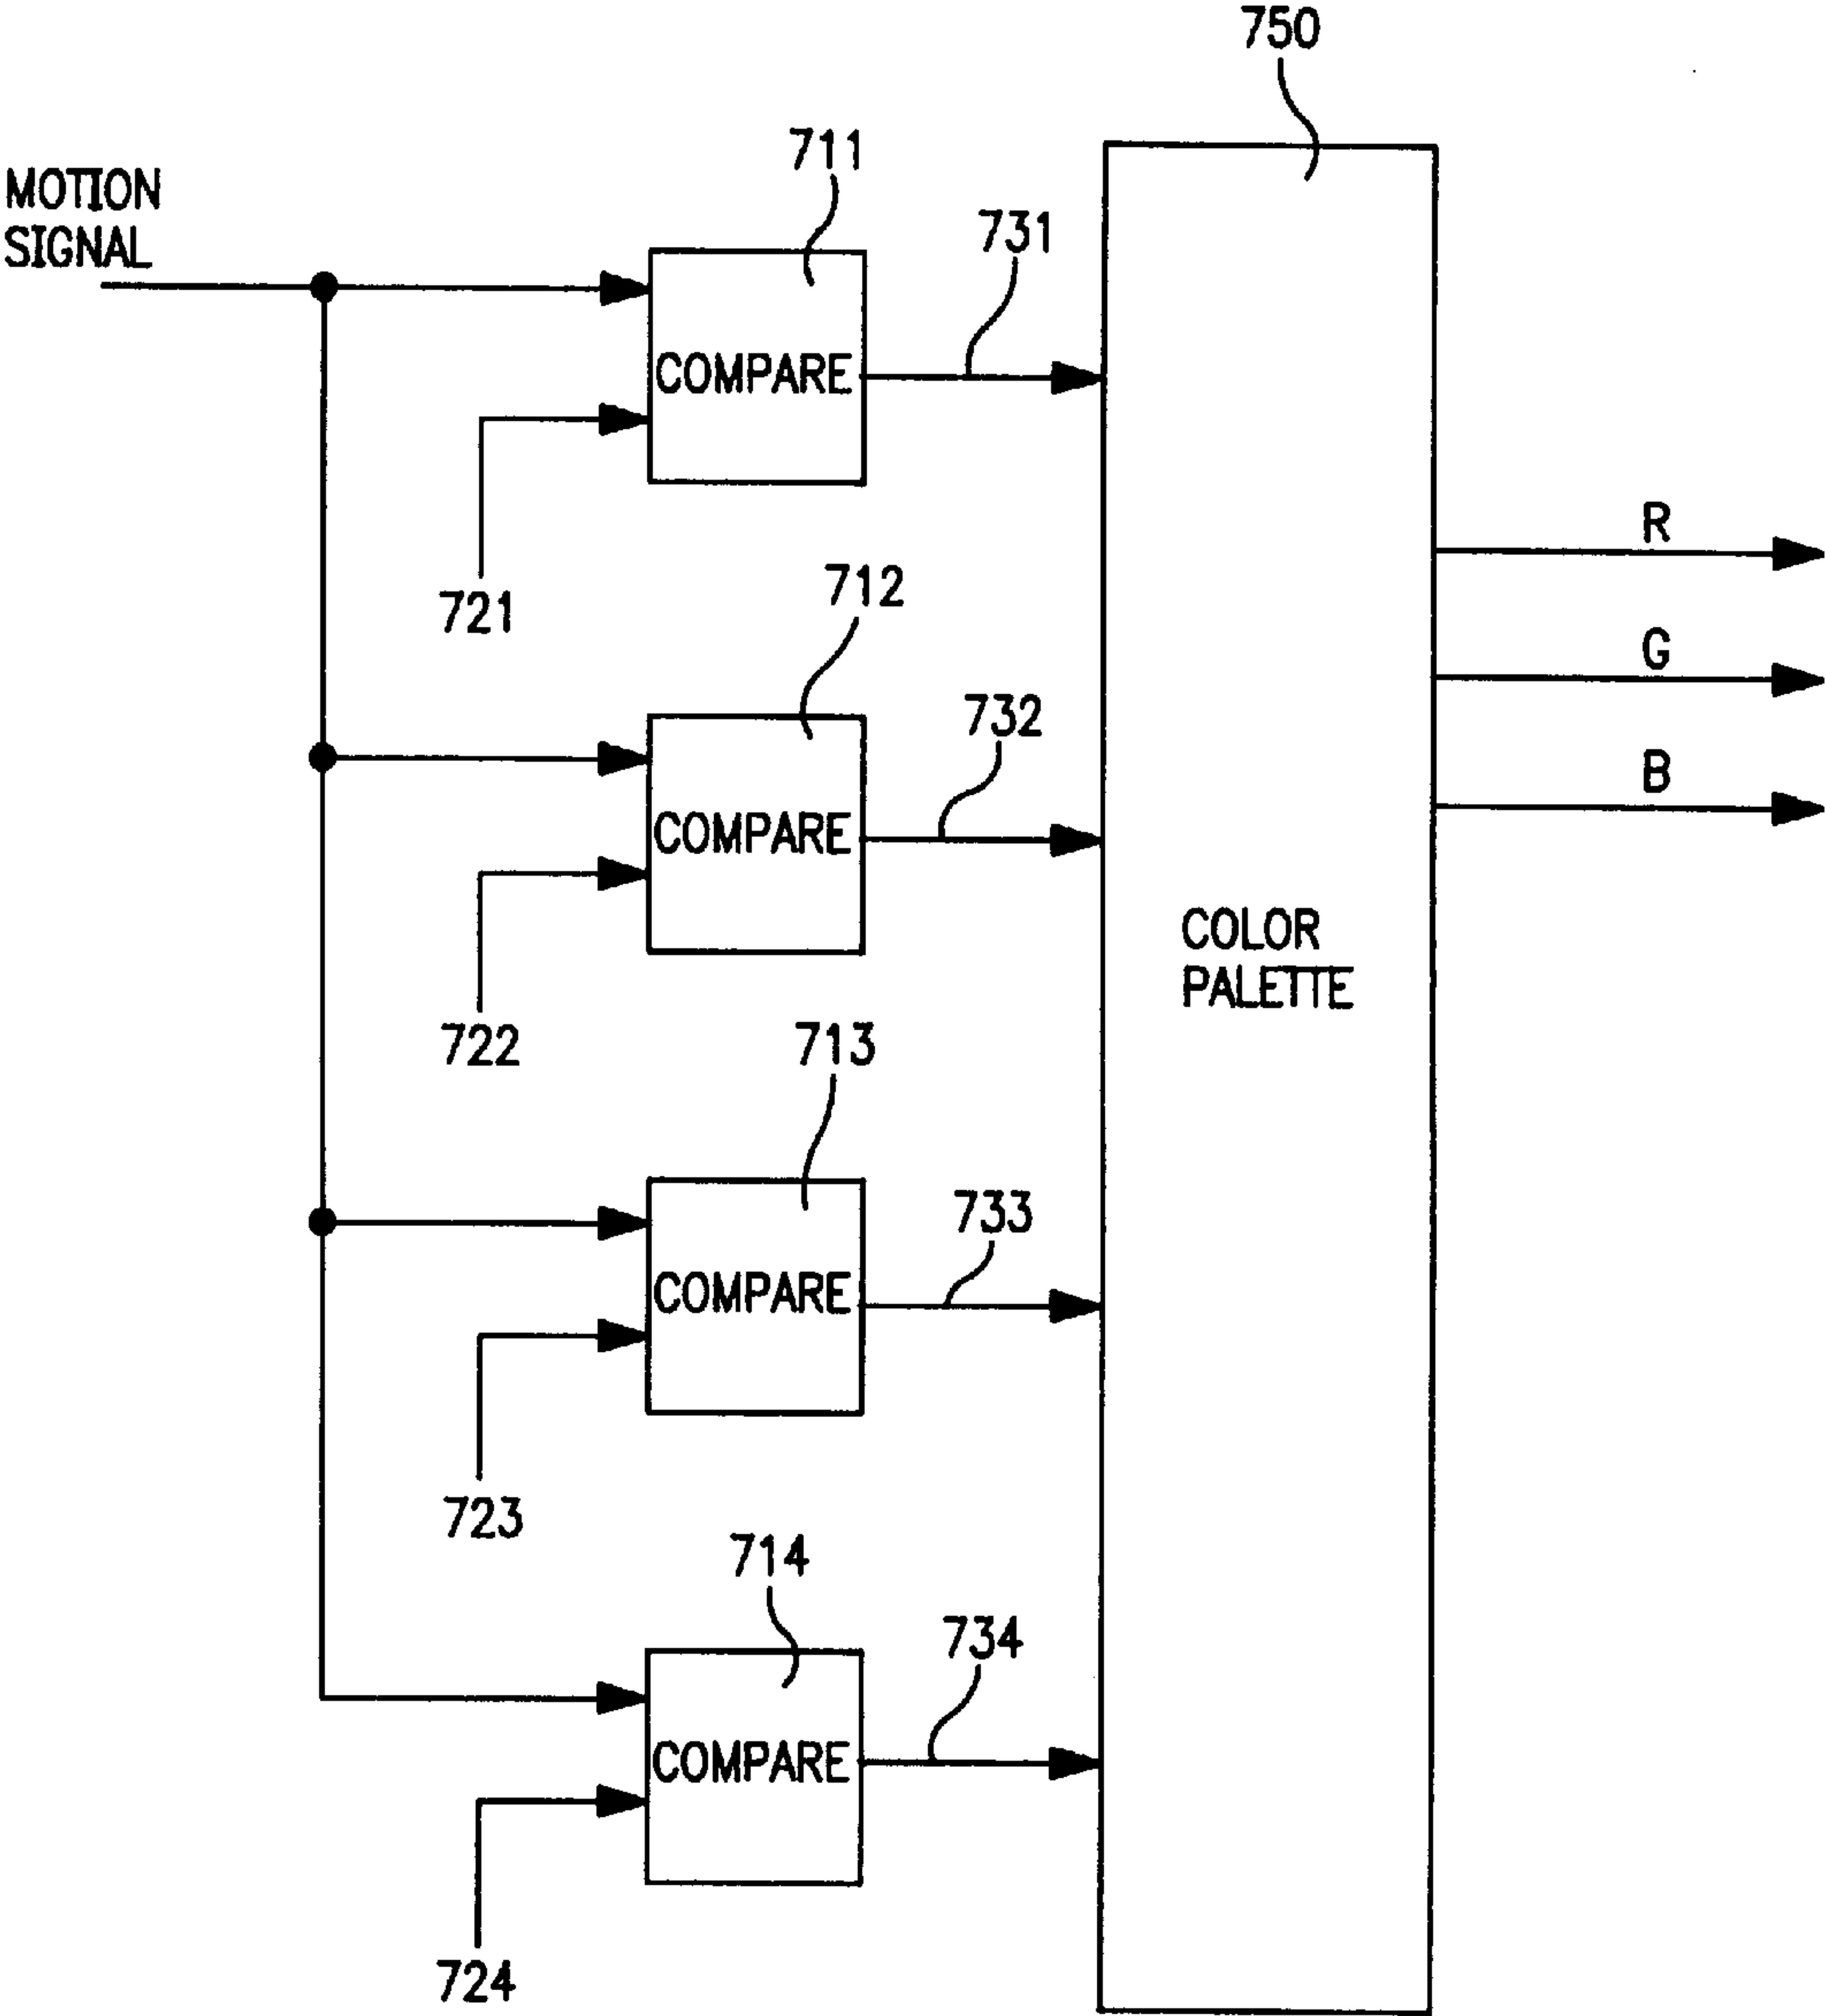 750
711
MOTION
SIGNAL
731
COMPARE
R
721
712
G
732
B
COMPARE
COLOR
PALETTE
722
713
733
COMPARE
723
714
734
COMPARE
724